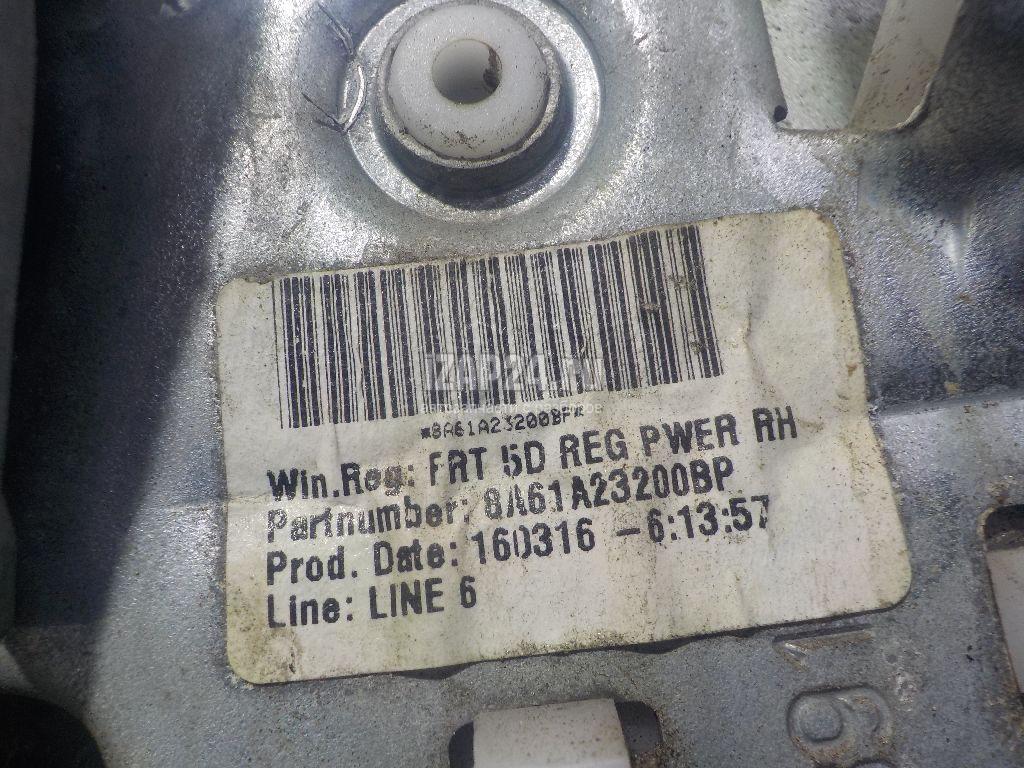 *8A61A23200BP*
Win.Reg: FRT 5D REG PWER RH
Partnumber: 8A61A23200BP
Prod. Date: 160316 -6:13:57
Line: LINE 6